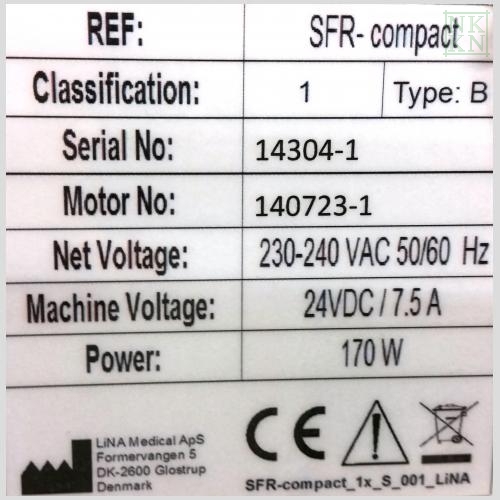 REF: SFR- compact
Classification: 1 Type: B
Serial No: 14304-1
Motor No: 140723-1
Net Voltage: 230-240 VAC 50/60 Hz
Machine Voltage: 24VDC / 7.5 A
Power: 170 W
LiNA Medical ApS
Formervangen 5
DK-2600 Glostrup
Denmark
CE
SFR-compact_1x_S_001_LiNA
NK
KN